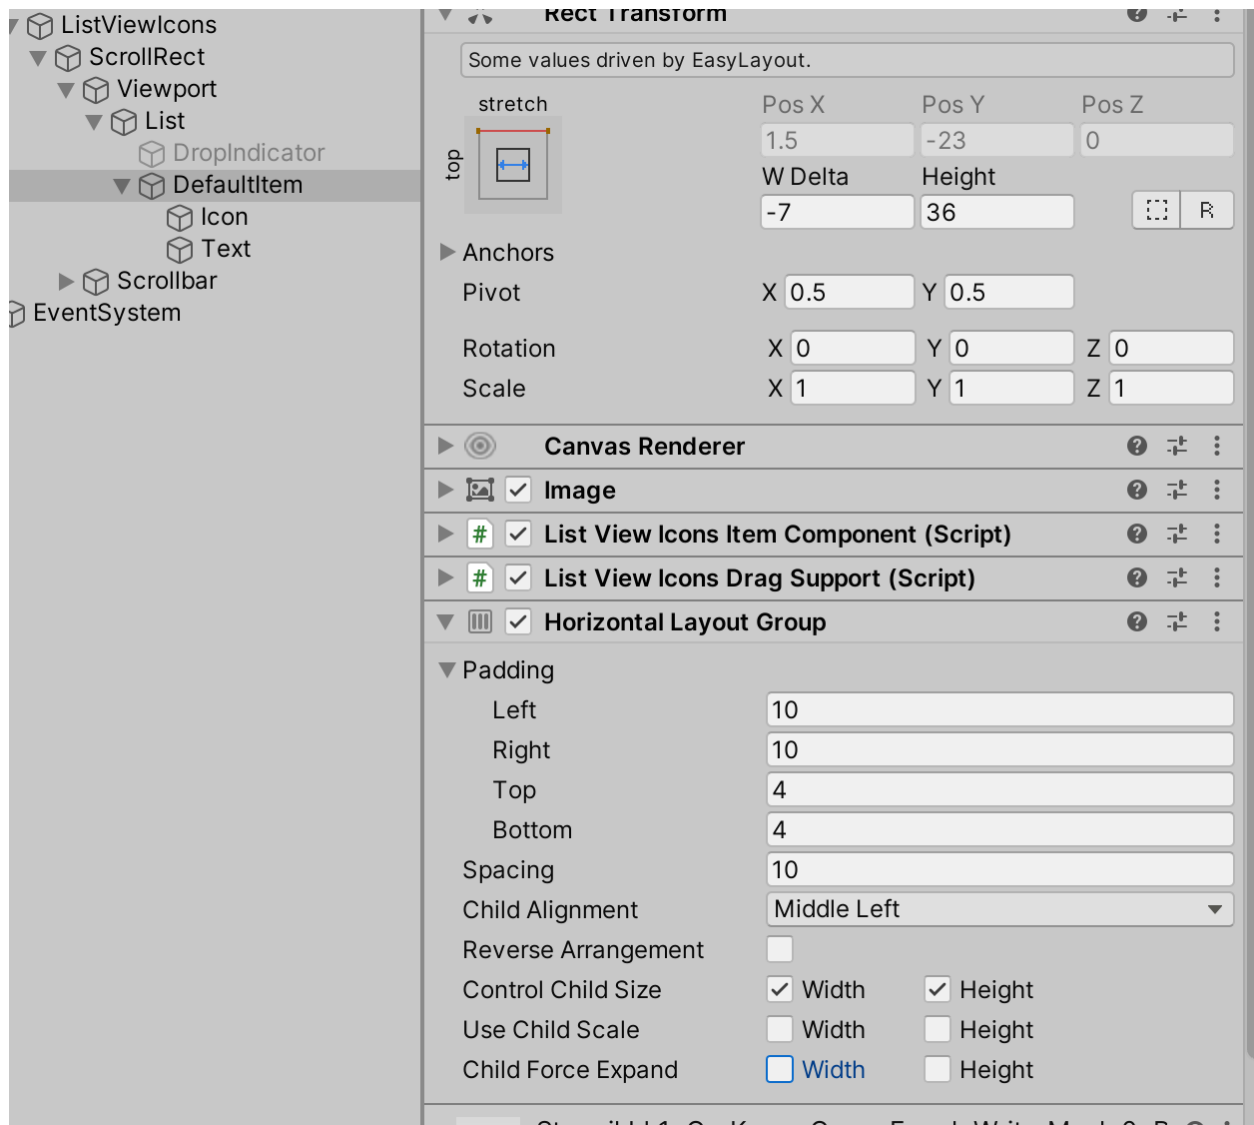 ListViewIcons
ScrollRect
Viewport
List
DropIndicator
DefaultItem
Icon
Text
Scrollbar
EventSystem
Rect Transform
Some values driven by EasyLayout.
stretch
top
Pos X Pos Y Pos Z
1.5 -23 0
W Delta Height
-7 36 R
Anchors
Pivot X 0.5 Y 0.5
Rotation X 0 Y 0 Z 0
Scale X 1 Y 1 Z 1
Canvas Renderer
Image
# List View Icons Item Component (Script)
# List View Icons Drag Support (Script)
Horizontal Layout Group
Padding
Left 10
Right 10
Top 4
Bottom 4
Spacing 10
Child Alignment Middle Left
Reverse Arrangement
Control Child Size Width Height
Use Child Scale Width Height
Child Force Expand Width Height